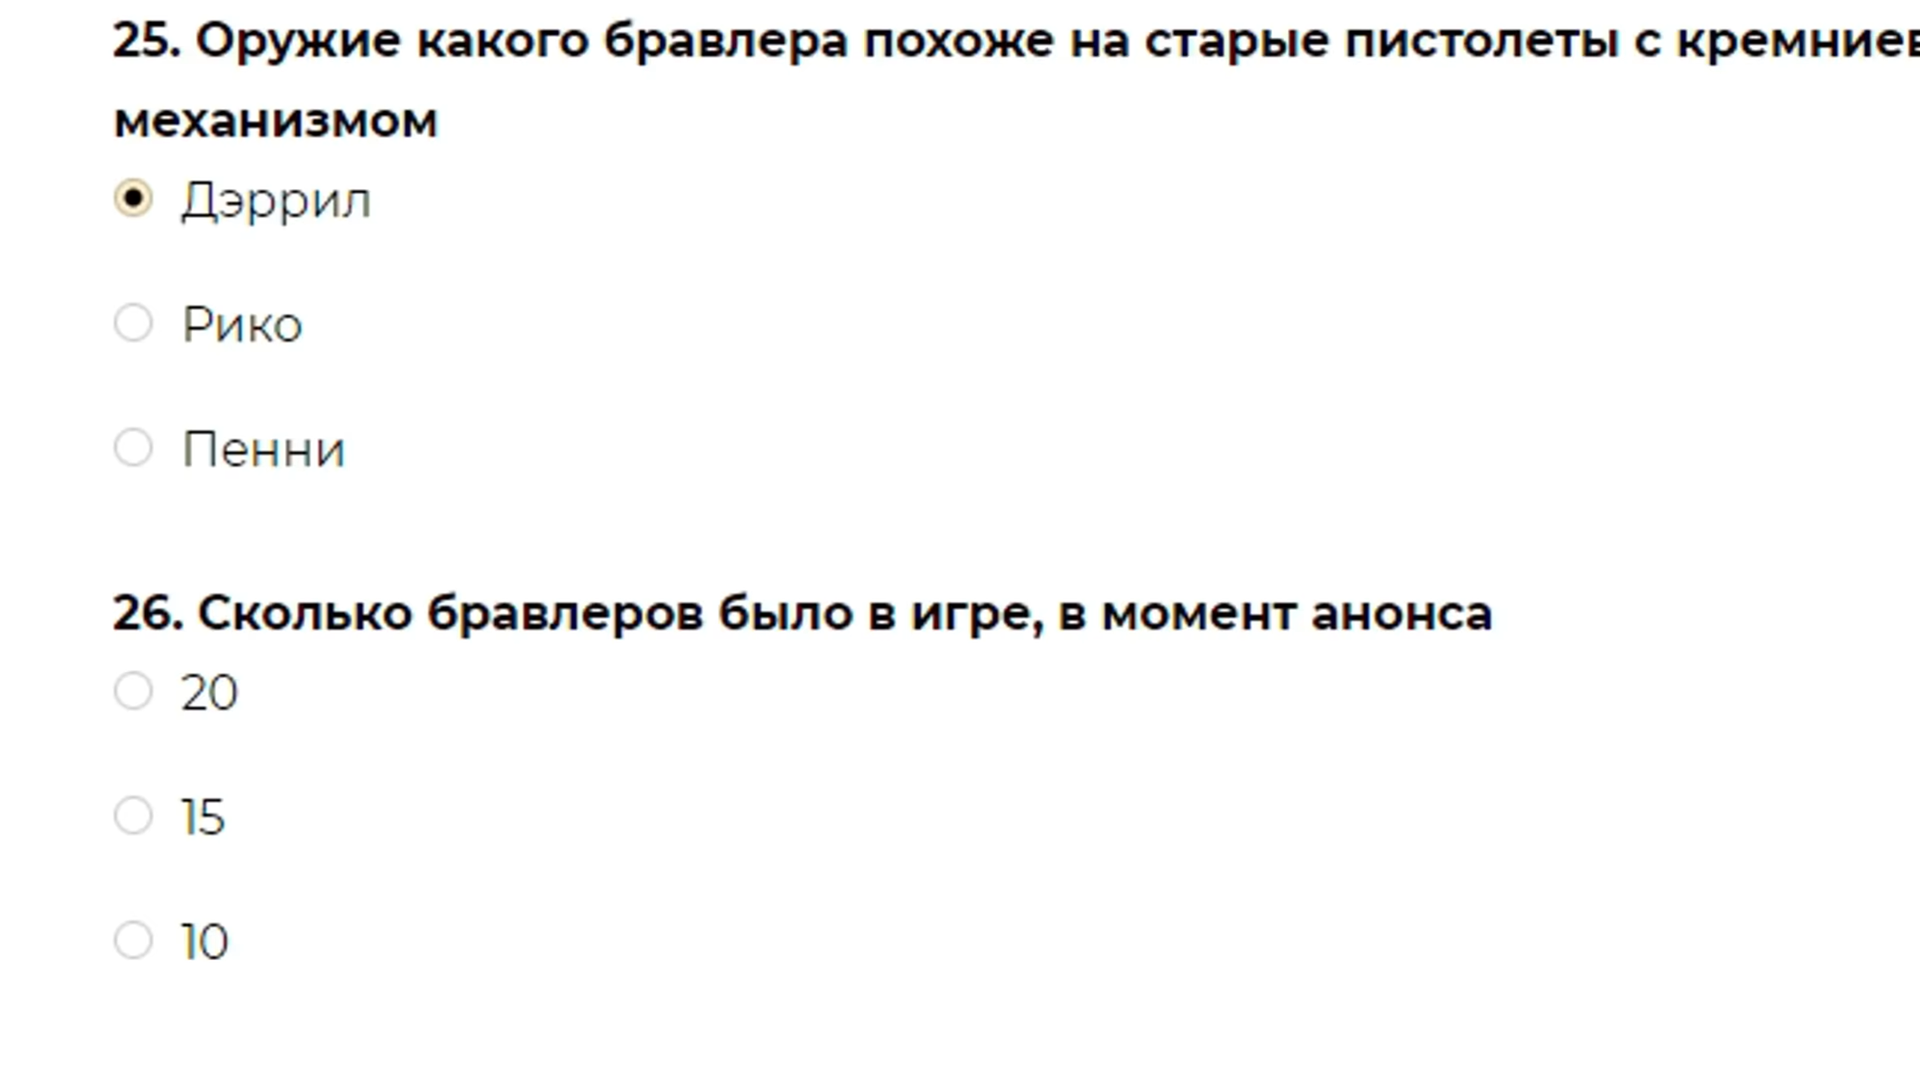 25. Оружие какого бравлера похоже на старые пистолеты с кремниев
механизмом
Дэррил
Рико
Пенни
26. Сколько бравлеров было в игре, в момент анонса
20
15
10